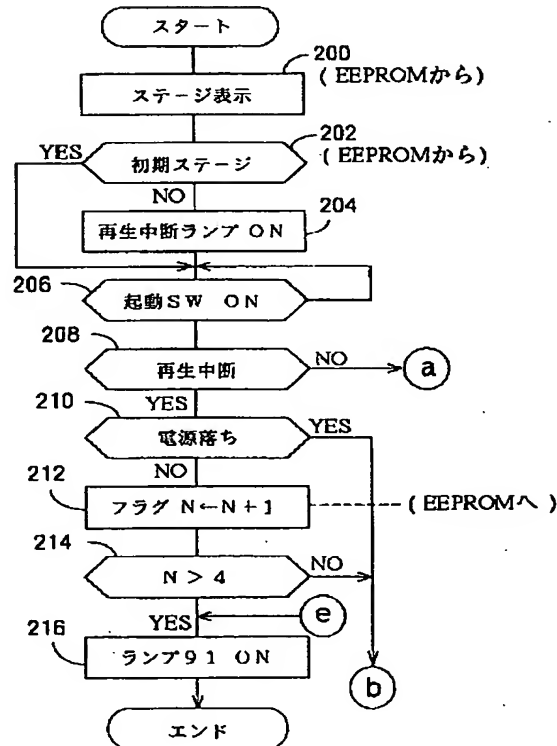 スタート
200
(EEPROMから)
ステージ表示
202
YES
初期ステージ
(EEPROMから)
NO
204
再生中断ランプ ON
206
起動SW ON
208
再生中断
NO
a
YES
210
電源落ち
YES
NO
212
フラグ N←N+1
(EEPROMへ)
214
N>4
NO
e
YES
216
ランプ91 ON
b
エンド